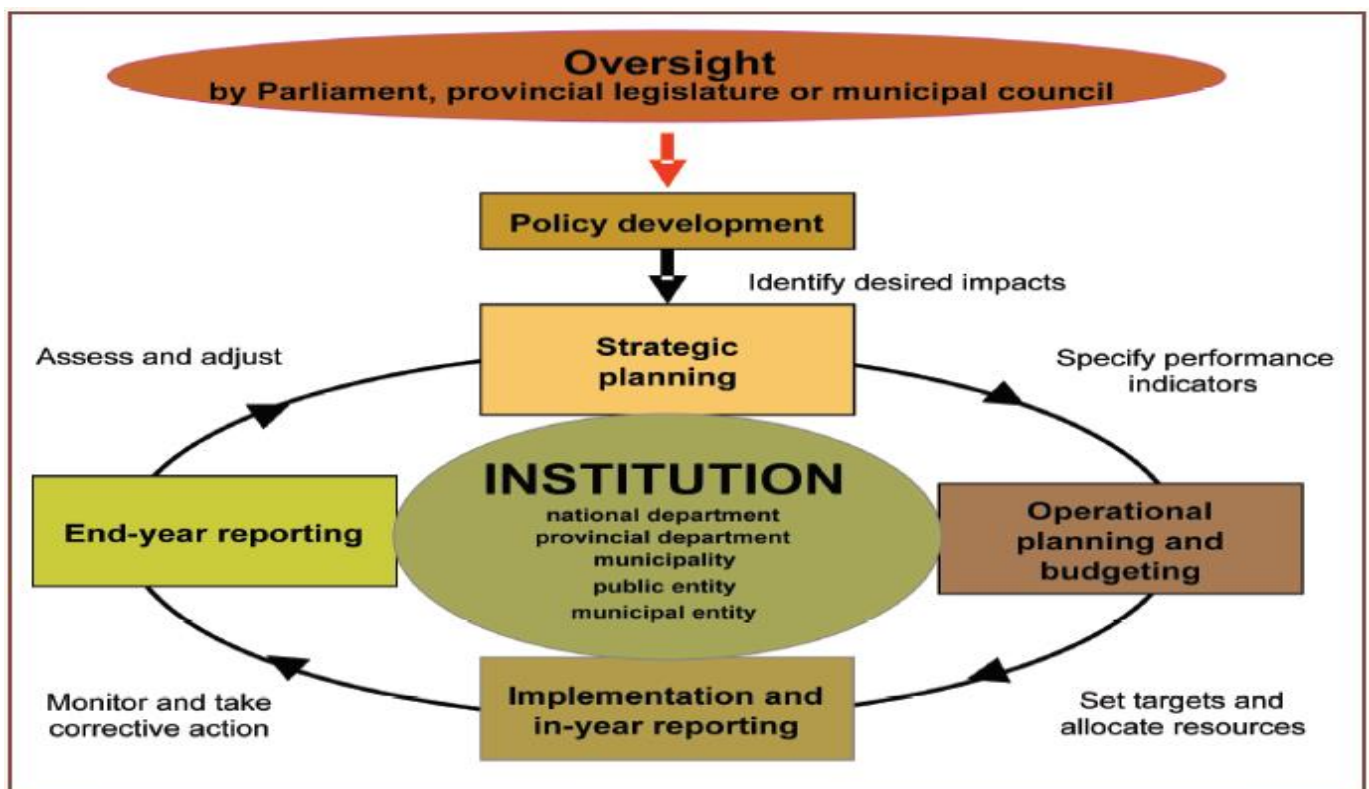 Oversight
by Parliament, provincial legislature or municipal council
Policy development
Identify desired impacts
Strategic
planning
Assess and adjust
Specify performance
indicators
INSTITUTION
national department
provincial department
municipality
public entity
municipal entity
End-year reporting
Operational
planning and
budgeting
Implementation and
in-year reporting
Monitor and take
corrective action
Set targets and
allocate resources